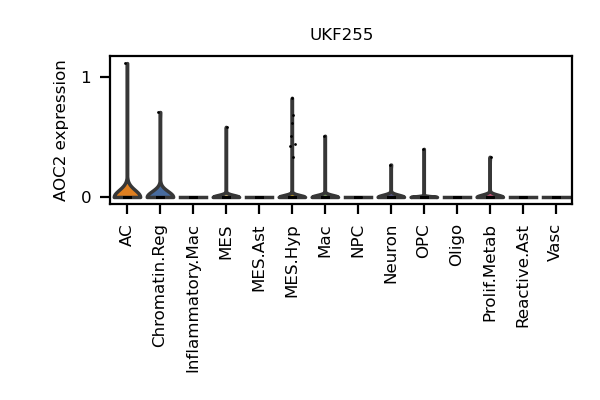 UKF255
AOC2 expression
1
0
AC
Chromatin.Reg
Inflammatory.Mac
MES
MES.Ast
MES.Hyp
Mac
NPC
Neuron
OPC
Oligo
Prolif.Metab
Reactive.Ast
Vasc